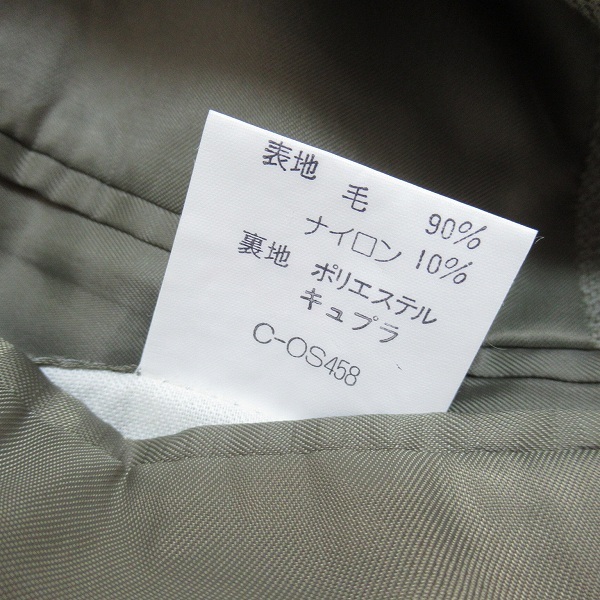 表地 毛 90%
ナイロン 10%
裏地 ポリエステル
キュプラ
C-OS458